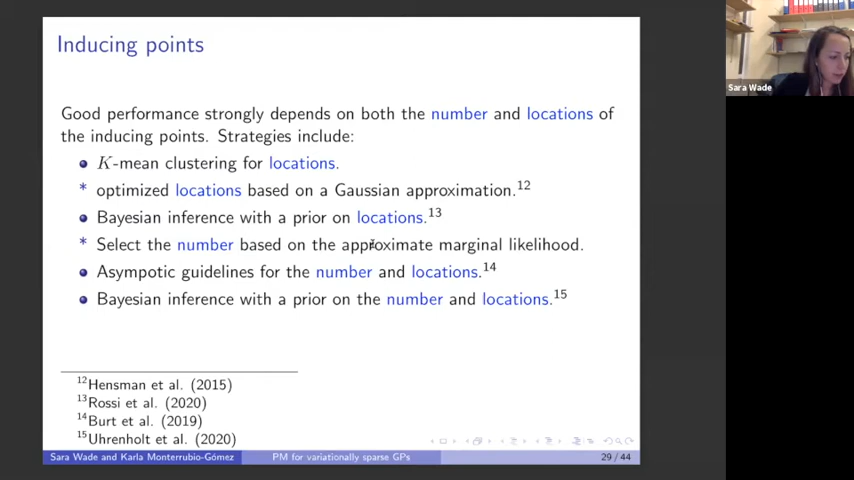 Inducing points
Good performance strongly depends on both the number and locations of
the inducing points. Strategies include:
K-mean clustering for locations.
* optimized locations based on a Gaussian approximation.12
Bayesian inference with a prior on locations.13
* Select the number based on the approximate marginal likelihood.
Asympotic guidelines for the number and locations.14
Bayesian inference with a prior on the number and locations.15
12Hensman et al. (2015)
13Rossi et al. (2020)
14Burt et al. (2019)
15Uhrenholt et al. (2020)
Sara Wade and Karla Monterrubio-Gómez PM for variationally sparse GPs 29 / 44
Sara Wade